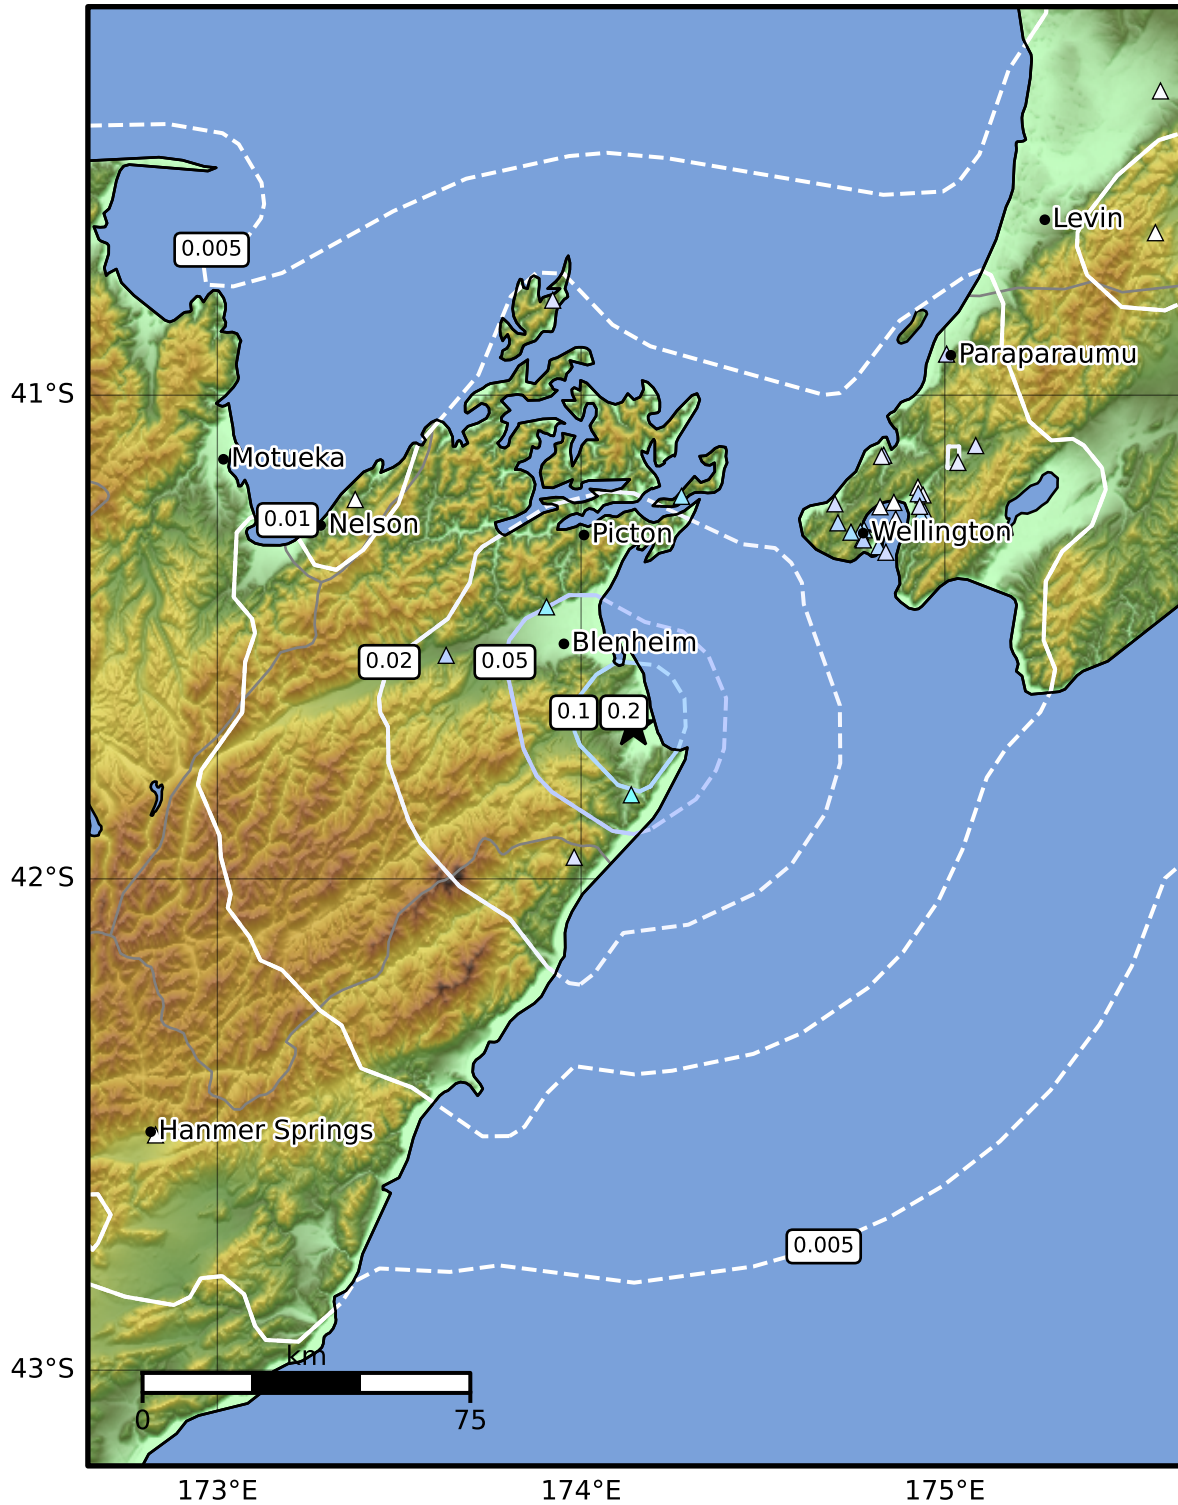 Levin
0.005
Paraparaumu
41°S
Motueka
0.01
Nelson
Picton
Wellington
Blenheim
0.02
0.05
0.1
0.2
42°S
Hanmer Springs
0.005
43°S
km
0
75
173°E
174°E
175°E